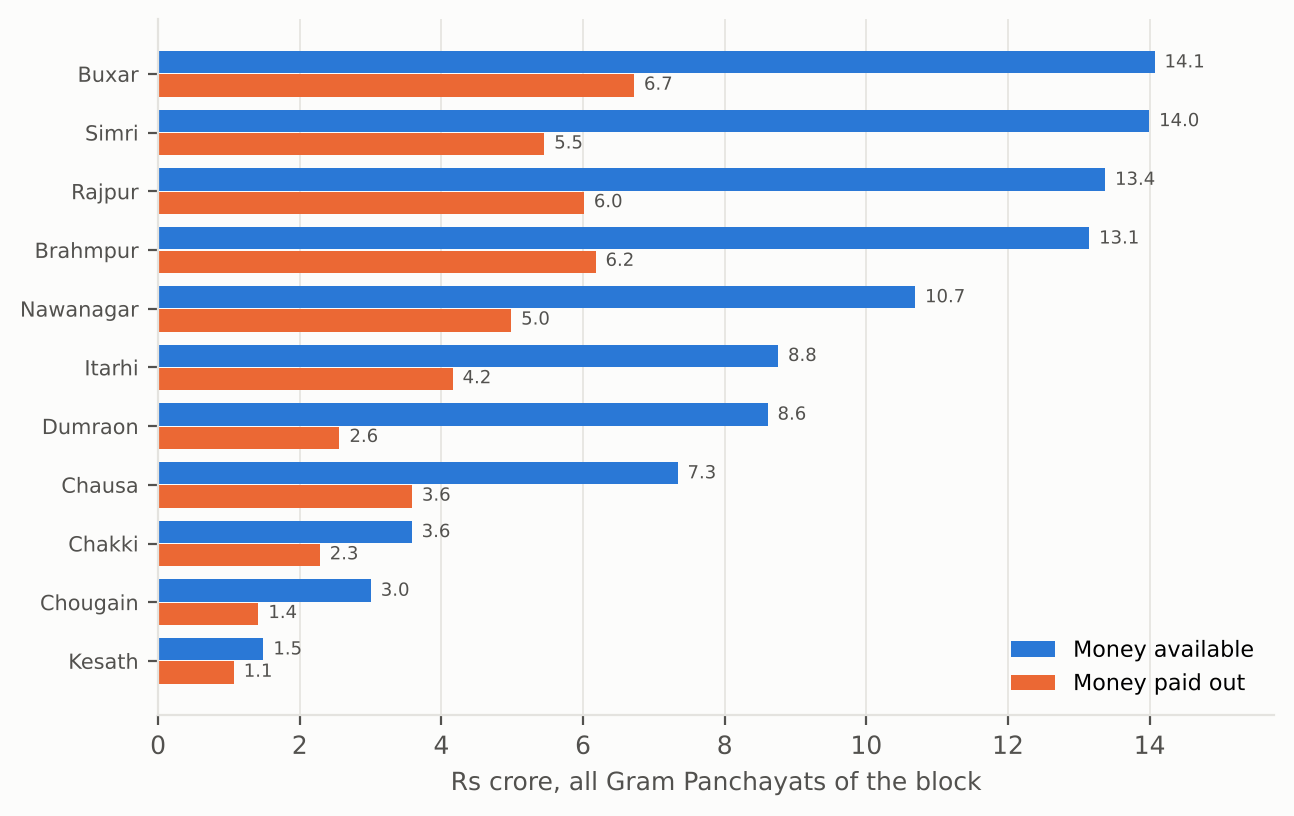 Buxar 14.1
6.7
Simri 14.0
5.5
Rajpur 13.4
6.0
Brahmpur 13.1
6.2
Nawanagar 10.7
5.0
Itarhi 8.8
4.2
Dumraon 8.6
2.6
Chausa 7.3
3.6
Chakki 3.6
2.3
Chougain 3.0
1.4
Kesath 1.5
1.1
Money available
Money paid out
0 2 4 6 8 10 12 14
Rs crore, all Gram Panchayats of the block